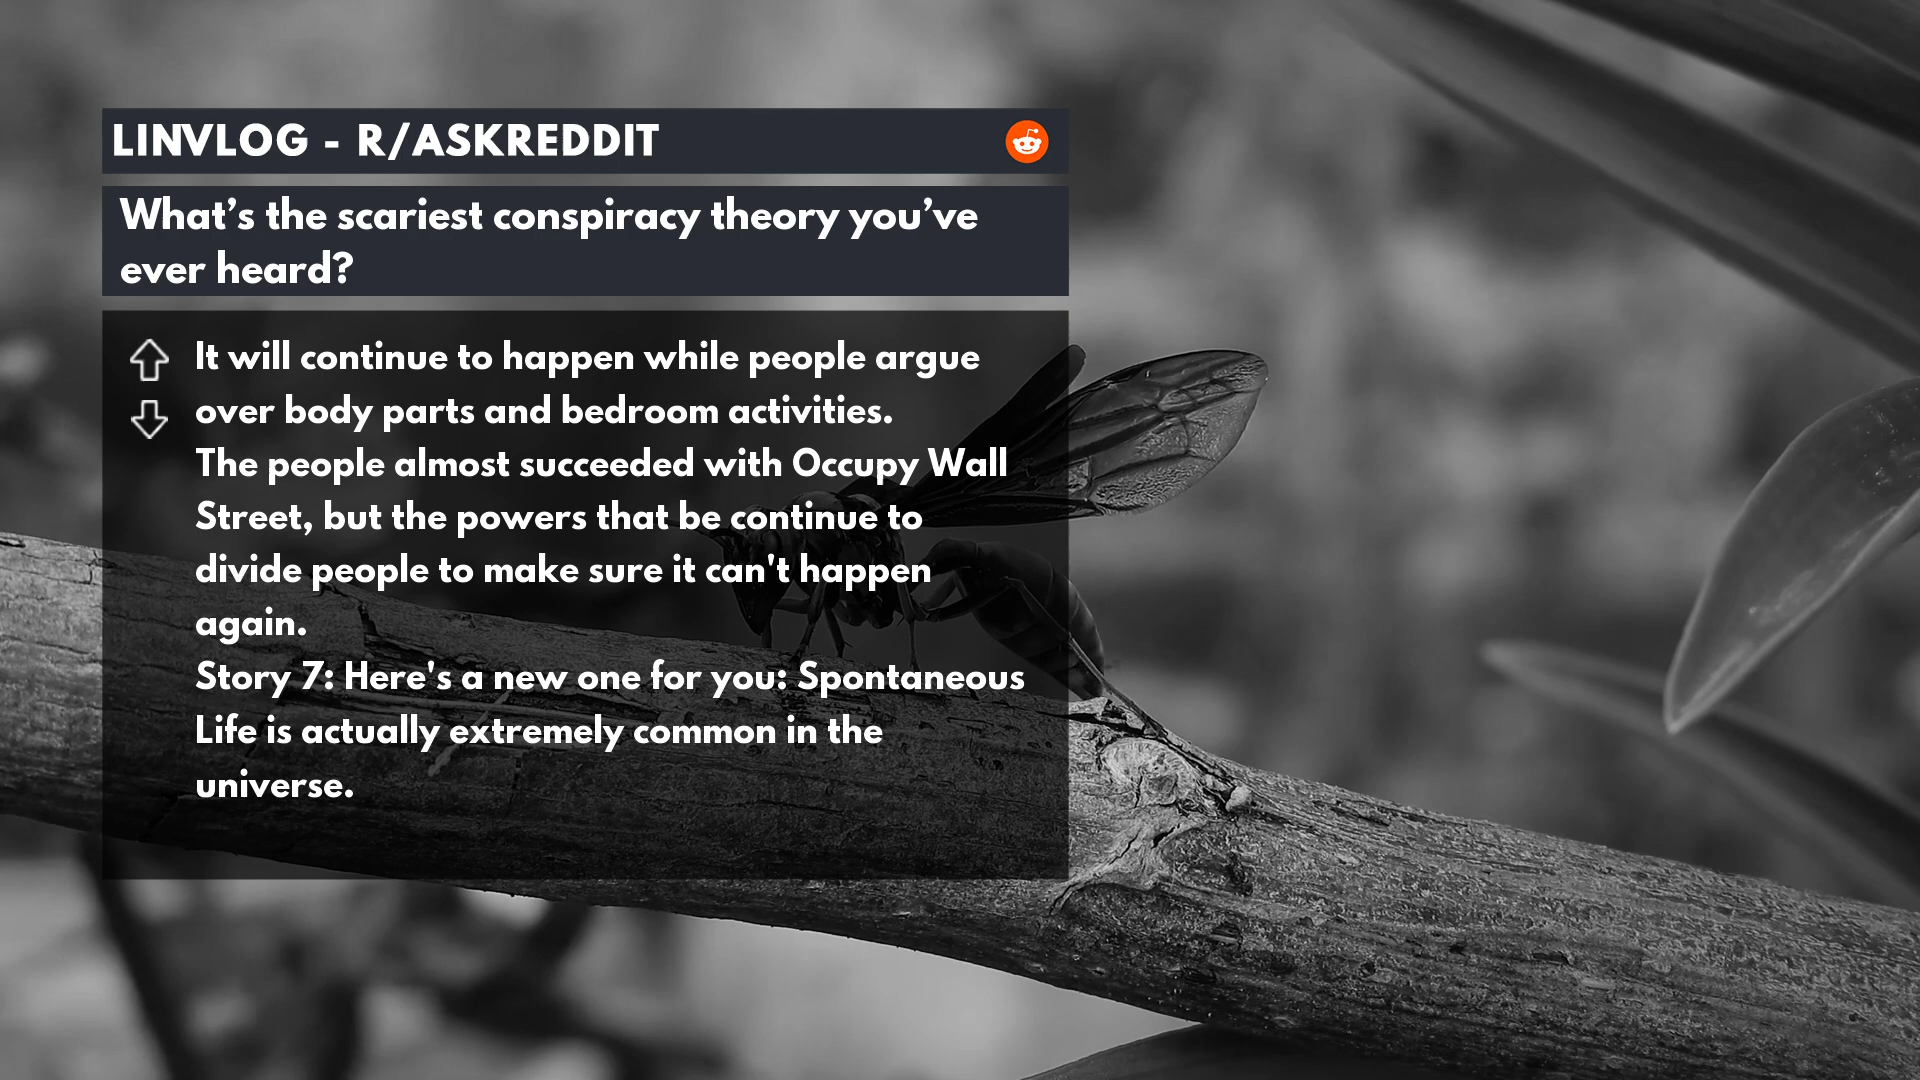 LINVLOG - R/ASKREDDIT
What’s the scariest conspiracy theory you’ve
ever heard?
It will continue to happen while people argue
over body parts and bedroom activities.
The people almost succeeded with Occupy Wall
Street, but the powers that be continue to
divide people to make sure it can't happen
again.
Story 7: Here's a new one for you: Spontaneous
Life is actually extremely common in the
universe.